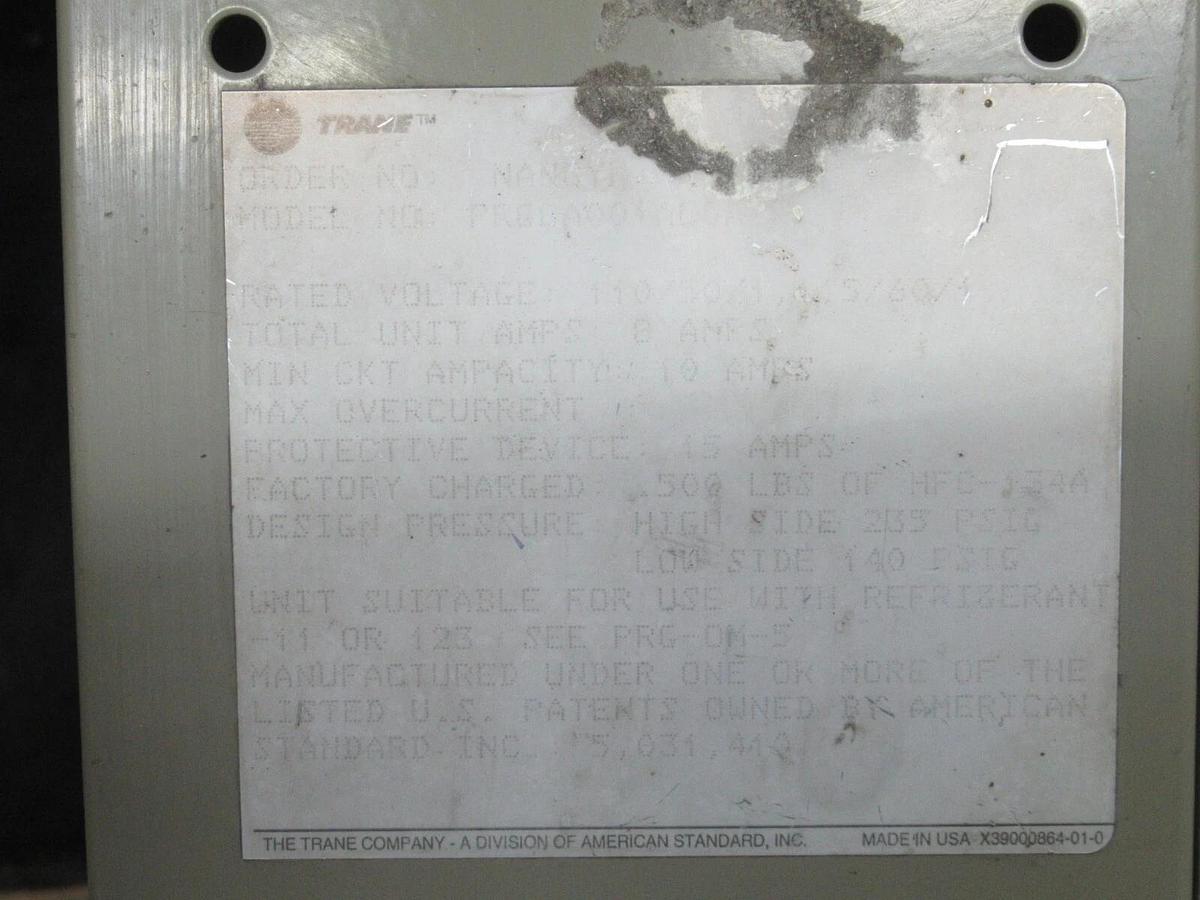 TRANE™
ORDER NO:
MODEL NO:
RATED VOLTAGE:
TOTAL UNIT AMPS: 8 AMPS
MIN CKT AMPACITY: 10 AMPS
MAX OVERCURRENT
PROTECTIVE DEVICE: 15 AMPS
FACTORY CHARGED: .500 LBS OF HFC-134A
DESIGN PRESSURE: HIGH SIDE 235 PSIG
LOW SIDE 140 PSIG
UNIT SUITABLE FOR USE WITH REFRIGERANT
-11 OR 123. SEE PRG-OM-5
MANUFACTURED UNDER ONE OR MORE OF THE
LISTED U.S. PATENTS OWNED BY AMERICAN
STANDARD INC. 5,031,410
THE TRANE COMPANY - A DIVISION OF AMERICAN STANDARD, INC. MADE IN USA X39000864-01-0